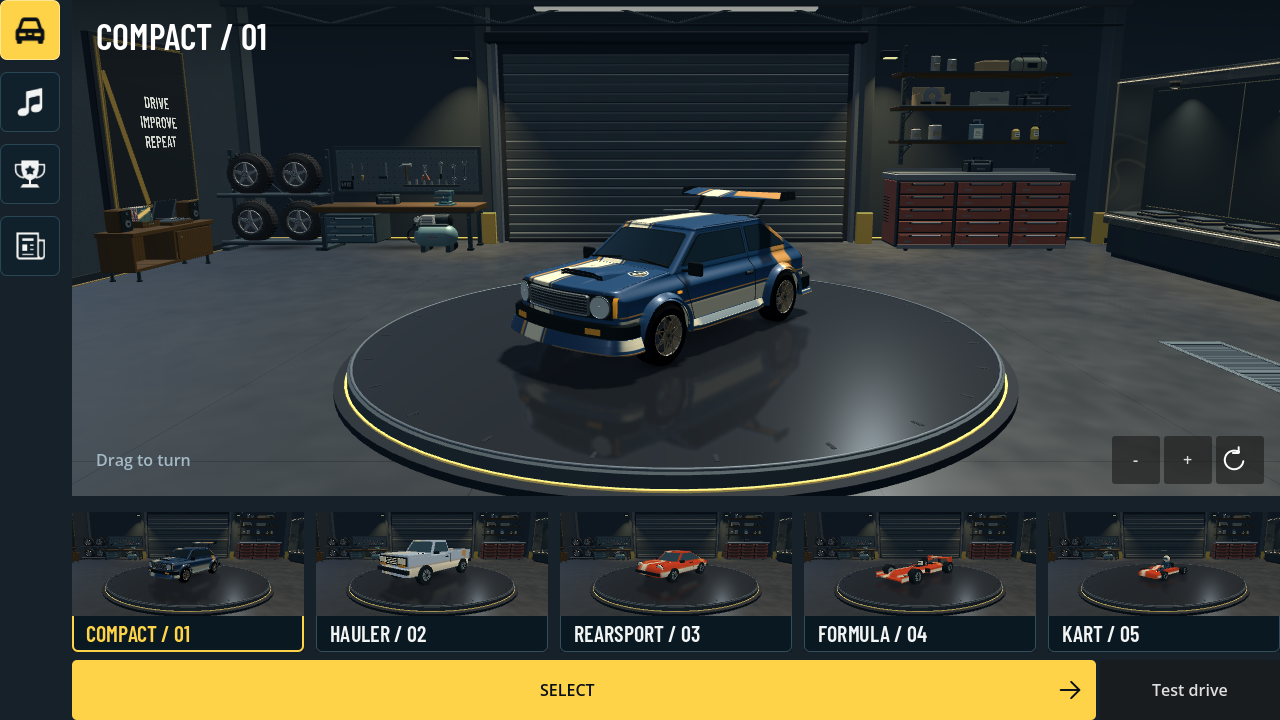 COMPACT / 01
DRIVE
IMPROVE
REPEAT
Drag to turn
- +
COMPACT / 01
HAULER / 02
REARSPORT / 03
FORMULA / 04
KART / 05
SELECT
Test drive